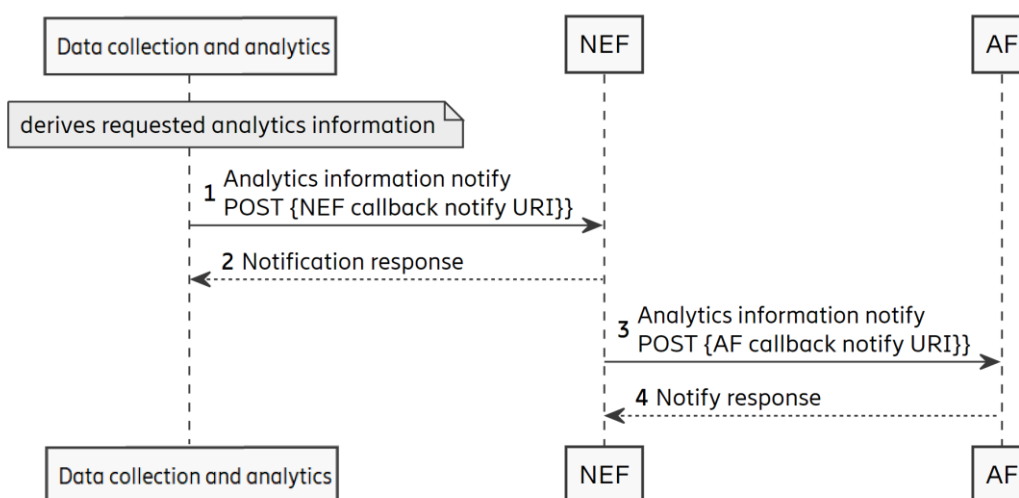 Data collection and analytics
NEF
AF
derives requested analytics information
1 Analytics information notify
POST {NEF callback notify URI}}
2 Notification response
3 Analytics information notify
POST {AF callback notify URI}}
4 Notify response
Data collection and analytics
NEF
AF